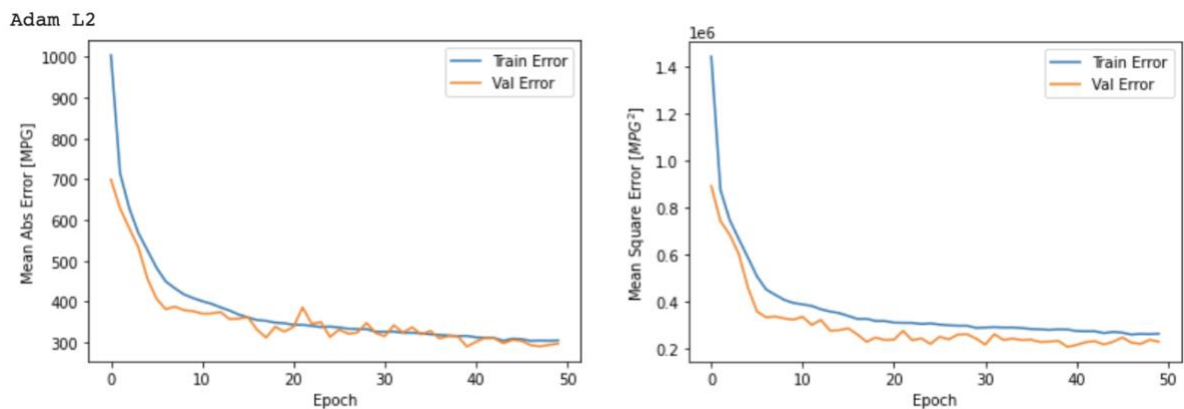 Adam L2
Mean Abs Error [MPG]
1000
900
800
700
600
500
400
300
0
10
20
30
40
50
Epoch
Train Error
Val Error
1e6
Mean Square Error [MPG²]
1.4
1.2
1.0
0.8
0.6
0.4
0.2
0
10
20
30
40
50
Epoch
Train Error
Val Error